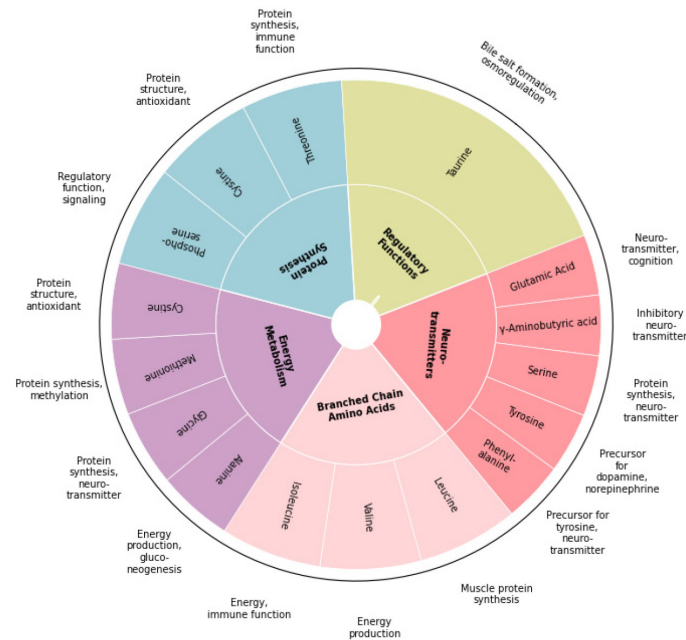 Protein
synthesis,
immune
function
Bile salt formation,
osmoregulation
Protein
structure,
antioxidant
Regulatory
function,
signaling
Protein
structure,
antioxidant
Protein synthesis,
methylation
Protein
synthesis,
neuro-
transmitter
Energy
production,
gluco-
neogenesis
Energy,
immune function
Energy
production
Muscle protein
synthesis
Precursor for
tyrosine,
neuro-
transmitter
Precursor
for
dopamine,
norepinephrine
Protein
synthesis,
neuro-
transmitter
Inhibitory
neuro-
transmitter
Neuro-
transmitter,
cognition
Threonine
Cystine
Phospho-
serine
Protein
Synthesis
Taurine
Regulatory
Functions
Glutamic Acid
γ-Aminobutyric acid
Serine
Tyrosine
Phenyl-
alanine
Neuro-
transmitters
Cystine
Methionine
Glycine
Alanine
Energy
Metabolism
Branched Chain
Amino Acids
Isoleucine
Valine
Leucine